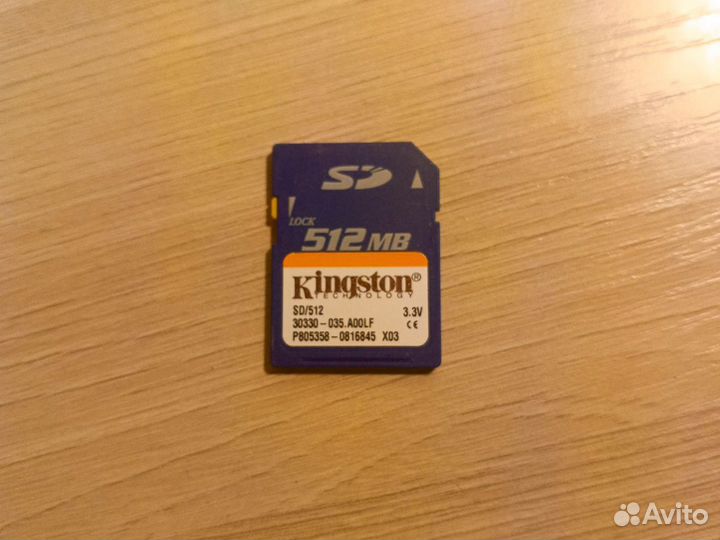 SD
LOCK
512 MB
Kingston®
TECHNOLOGY
SD/512 3.3V
30330-035.A00LF CE
P805358-0816845 X03
Avito